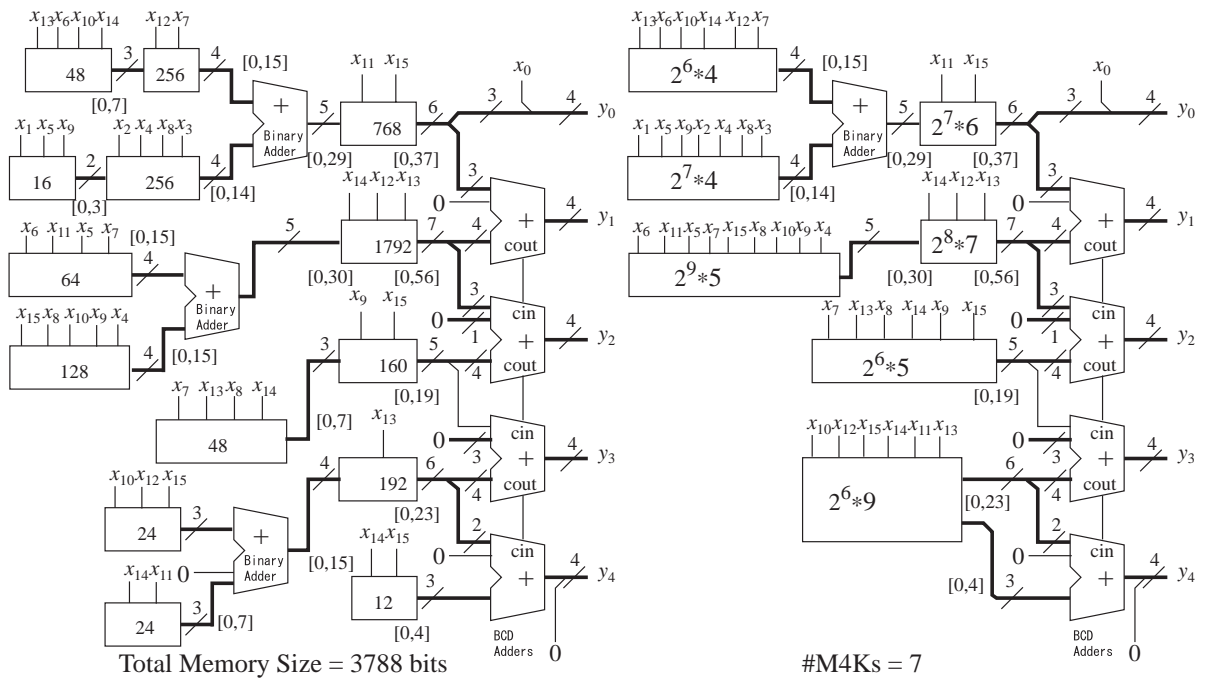 x13 x6 x10 x14 x12 x7
48 3 256 4 [0,15]
[0,7]
x11 x15
+ Binary Adder 5 768 6 3 x0 4 y0
x1 x5 x9 x2 x4 x8 x3
16 2 256 4
[0,3] [0,14] [0,29] [0,37]
x14 x12 x13
3 0 + cout 4 y1
x6 x11 x5 x7 [0,15]
64 4 + Binary Adder 5 1792 7 4
[0,30] [0,56]
x15 x8 x10 x9 x4
128 4 [0,15]
x9 x15
3 0 1 cin + cout 4 y2
3 160 5 4
[0,19]
x7 x13 x8 x14
48 [0,7]
x13
0 cin + cout 4 y3
4 192 6 3 4
[0,23]
x10 x12 x15
24 3 + Binary Adder [0,15]
x14 x11 0
24 3 [0,7]
x14 x15
2 0 cin + 4 y4
12 3
[0,4] BCD Adders 0
Total Memory Size = 3788 bits
x13 x6 x10 x14 x12 x7
2^6*4 4 [0,15]
x11 x15
+ Binary Adder 5 2^7*6 6 3 x0 4 y0
x1 x5 x9 x2 x4 x8 x3
2^7*4 4
[0,14] [0,29] [0,37]
x14 x12 x13
3 0 + cout 4 y1
x6 x11 x5 x7 x15 x8 x10 x9 x4
2^9*5 5 2^8*7 7 4
[0,30] [0,56]
x7 x13 x8 x14 x9 x15
3 0 1 cin + cout 4 y2
2^6*5 5 4
[0,19]
x10 x12 x15 x14 x11 x13
0 cin + cout 4 y3
2^6*9 6 3 4
[0,23]
2 0 cin + 4 y4
[0,4] 3
BCD Adders 0
#M4Ks = 7